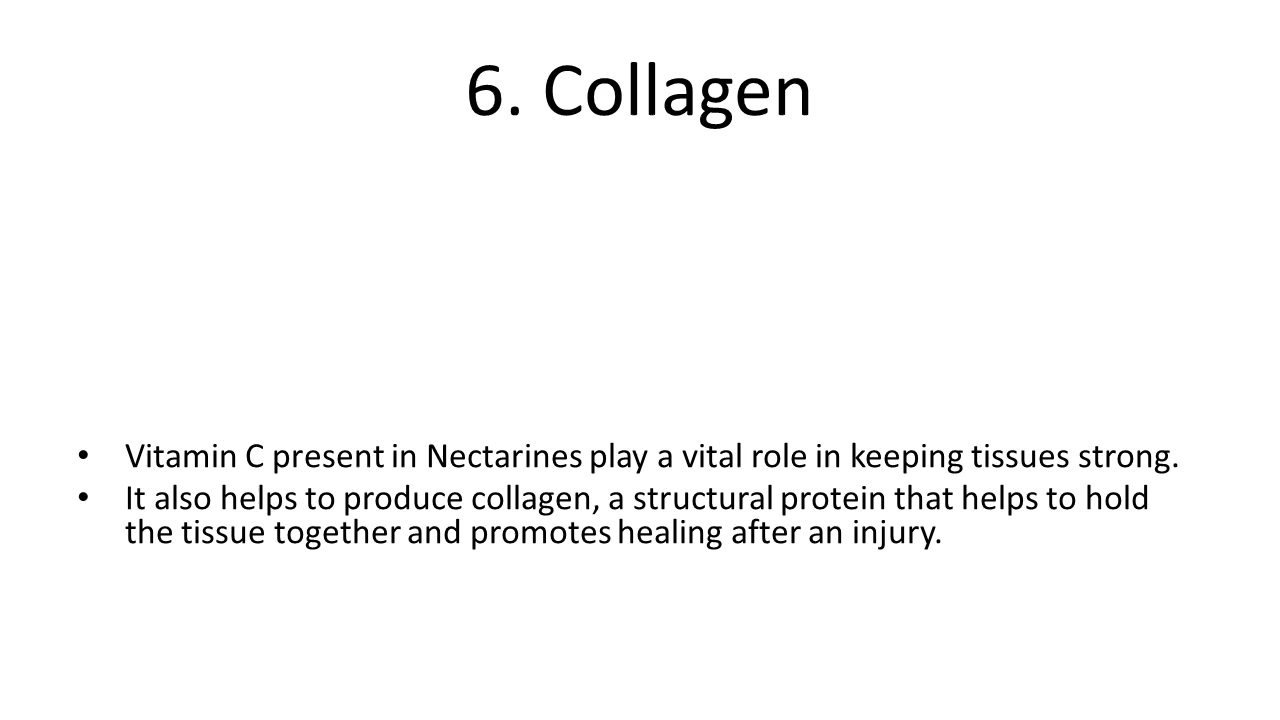 6. Collagen
• Vitamin C present in Nectarines play a vital role in keeping tissues strong.
• It also helps to produce collagen, a structural protein that helps to hold
the tissue together and promotes healing after an injury.